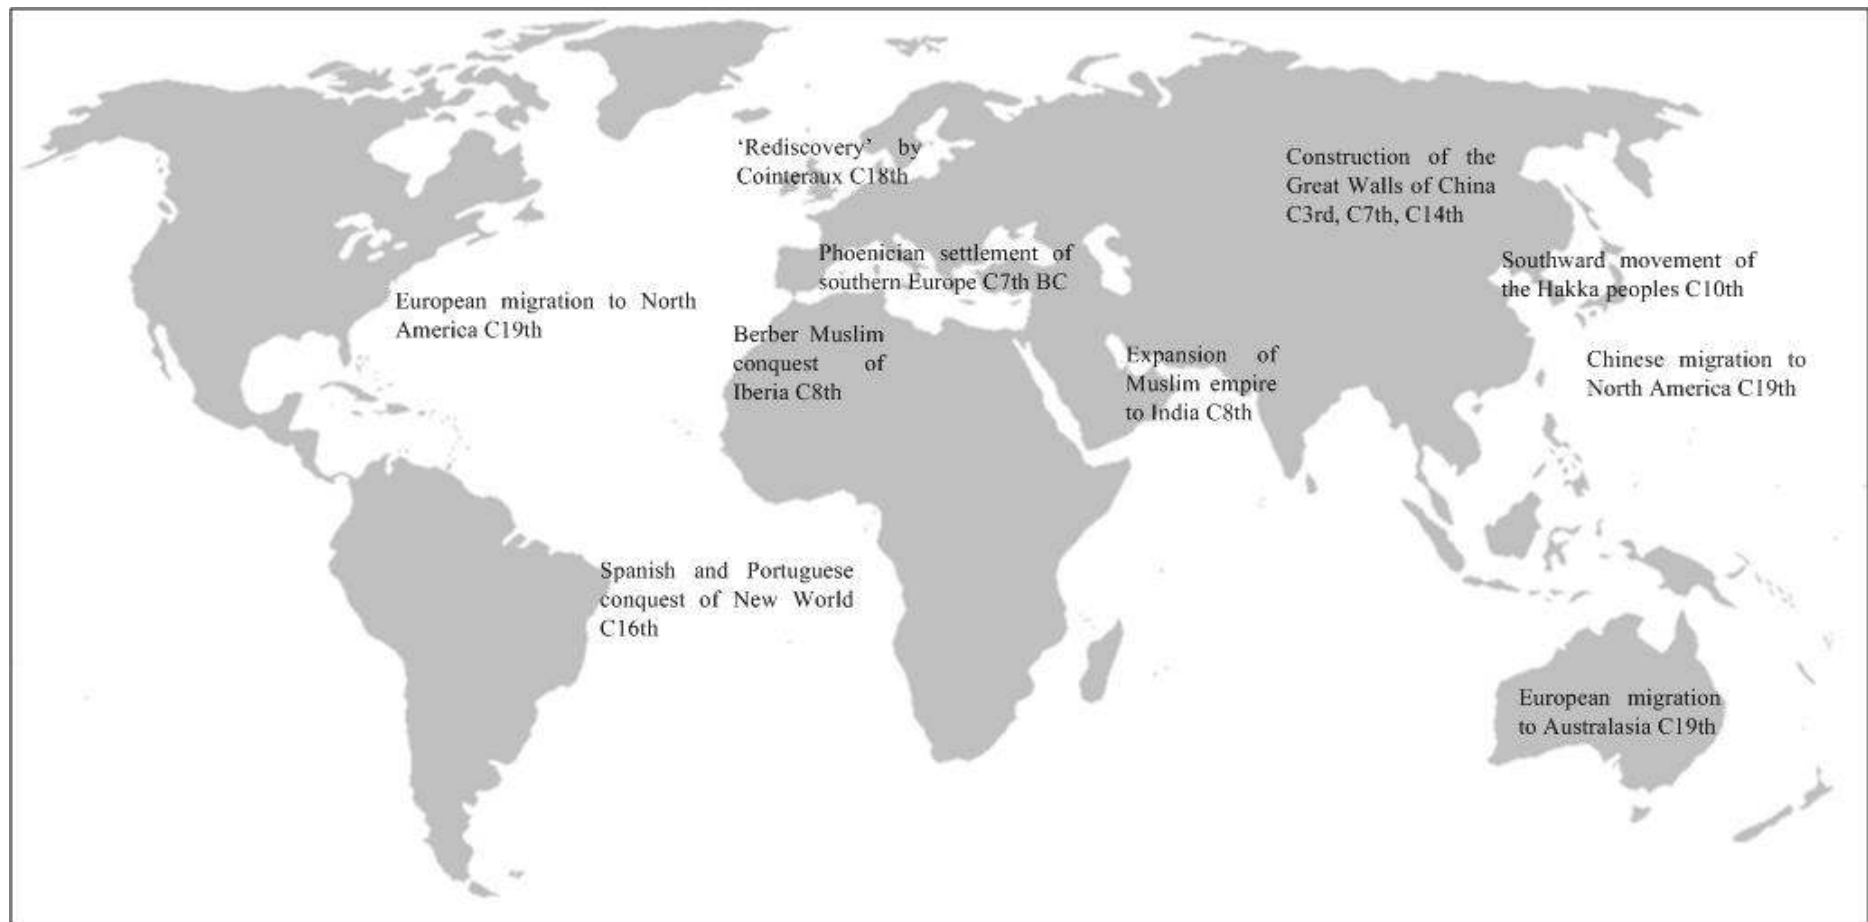 ‘Rediscovery’ by
Cointeraux C18th
Construction of the
Great Walls of China
C3rd, C7th, C14th
Phoenician settlement of
southern Europe C7th BC
Southward movement of
the Hakka peoples C10th
European migration to North
America C19th
Berber Muslim
conquest of
Iberia C8th
Expansion of
Muslim empire
to India C8th
Chinese migration to
North America C19th
Spanish and Portuguese
conquest of New World
C16th
European migration
to Australasia C19th